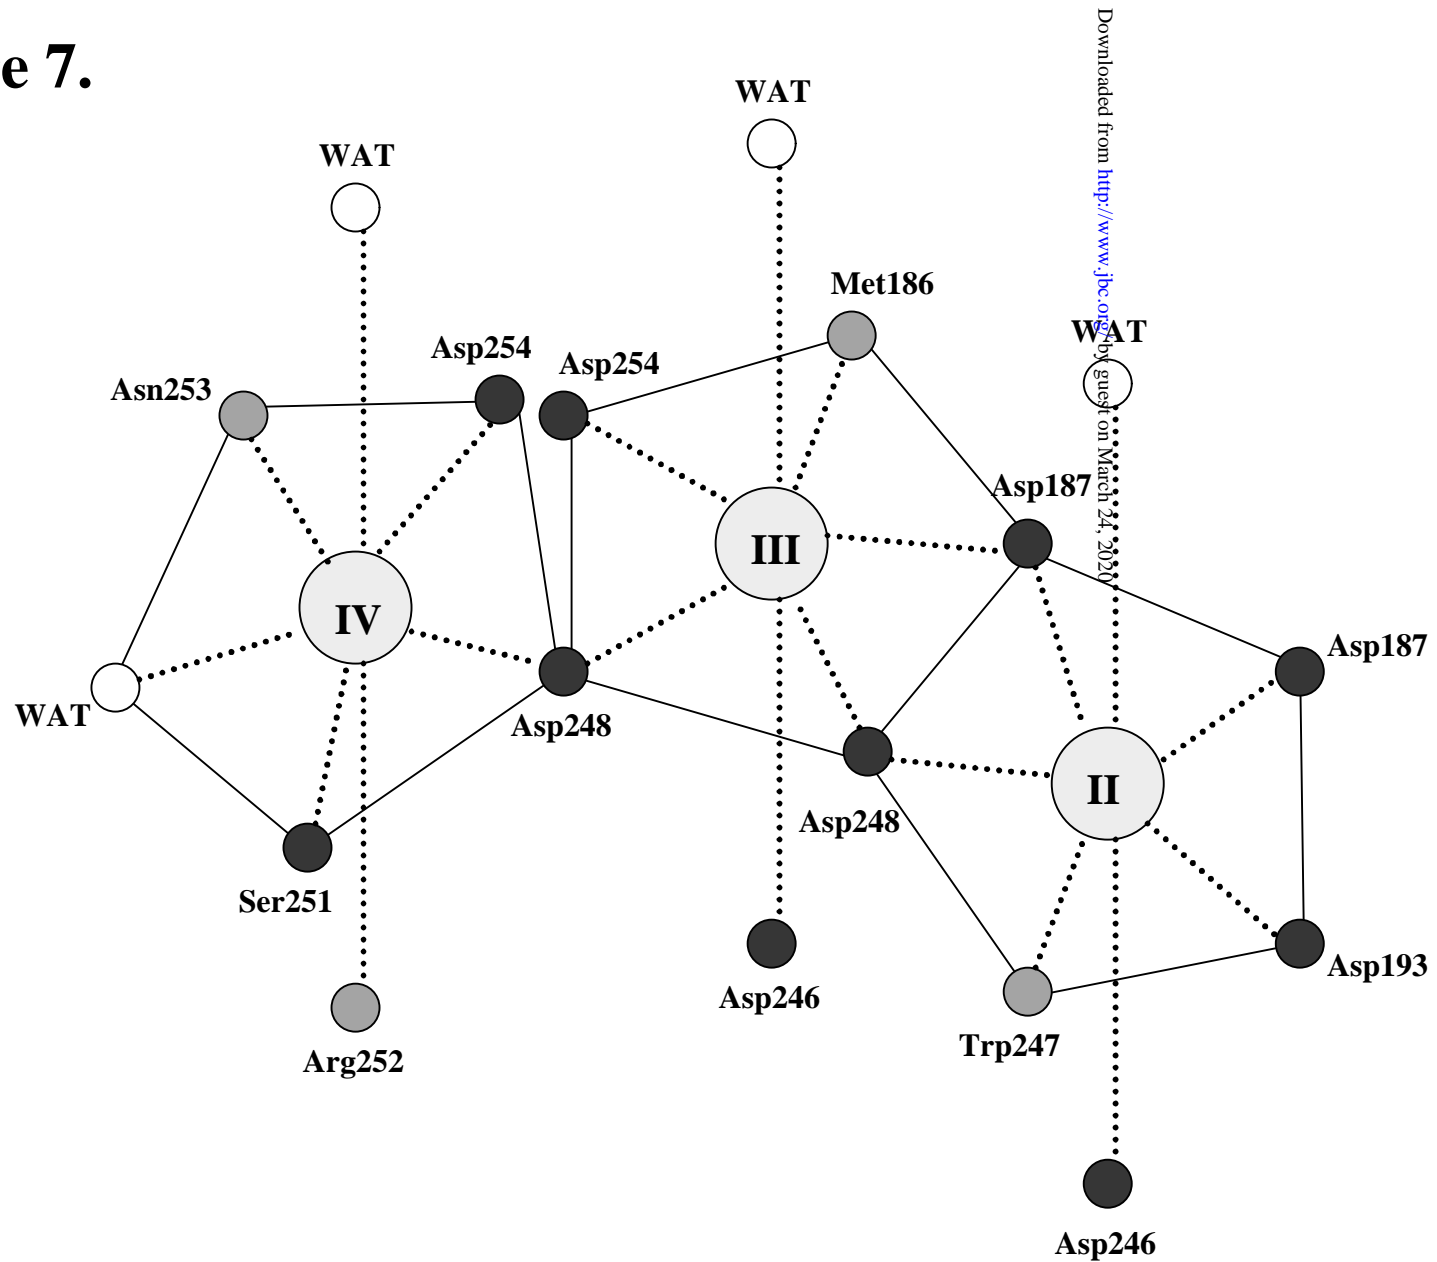 e 7.
WAT
WAT
Met186
WAT
Asp254
Asp254
Asn253
Asp187
III
IV
Asp187
WAT
Asp248
II
Asp248
Ser251
Asp193
Asp246
Trp247
Arg252
Asp246
Downloaded from http://www.jbc.org/ by guest on March 24, 2020